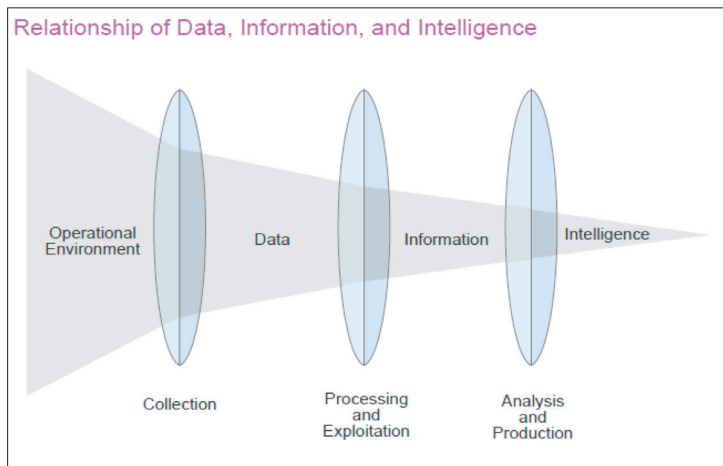 Relationship of Data, Information, and Intelligence
Operational
Environment
Data
Information
Intelligence
Collection
Processing
and
Exploitation
Analysis
and
Production